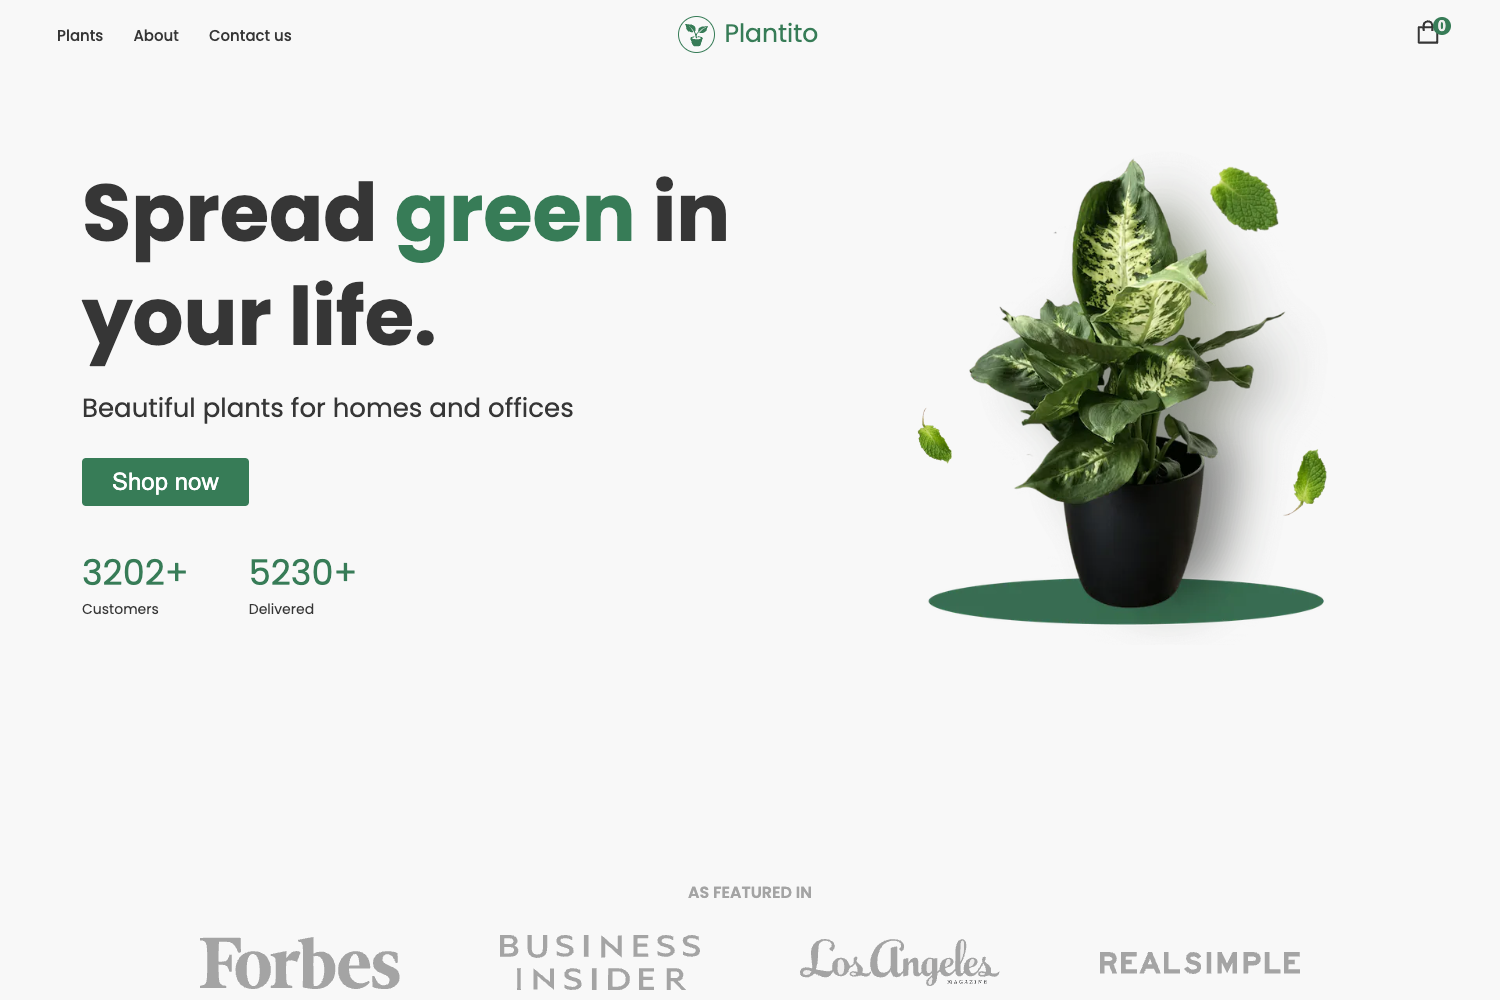 Plants About Contact us Plantito 0
Spread green in
your life.
Beautiful plants for homes and offices
Shop now
3202+ 5230+
Customers Delivered
AS FEATURED IN
Forbes BUSINESS INSIDER Los Angeles MAGAZINE REALSIMPLE